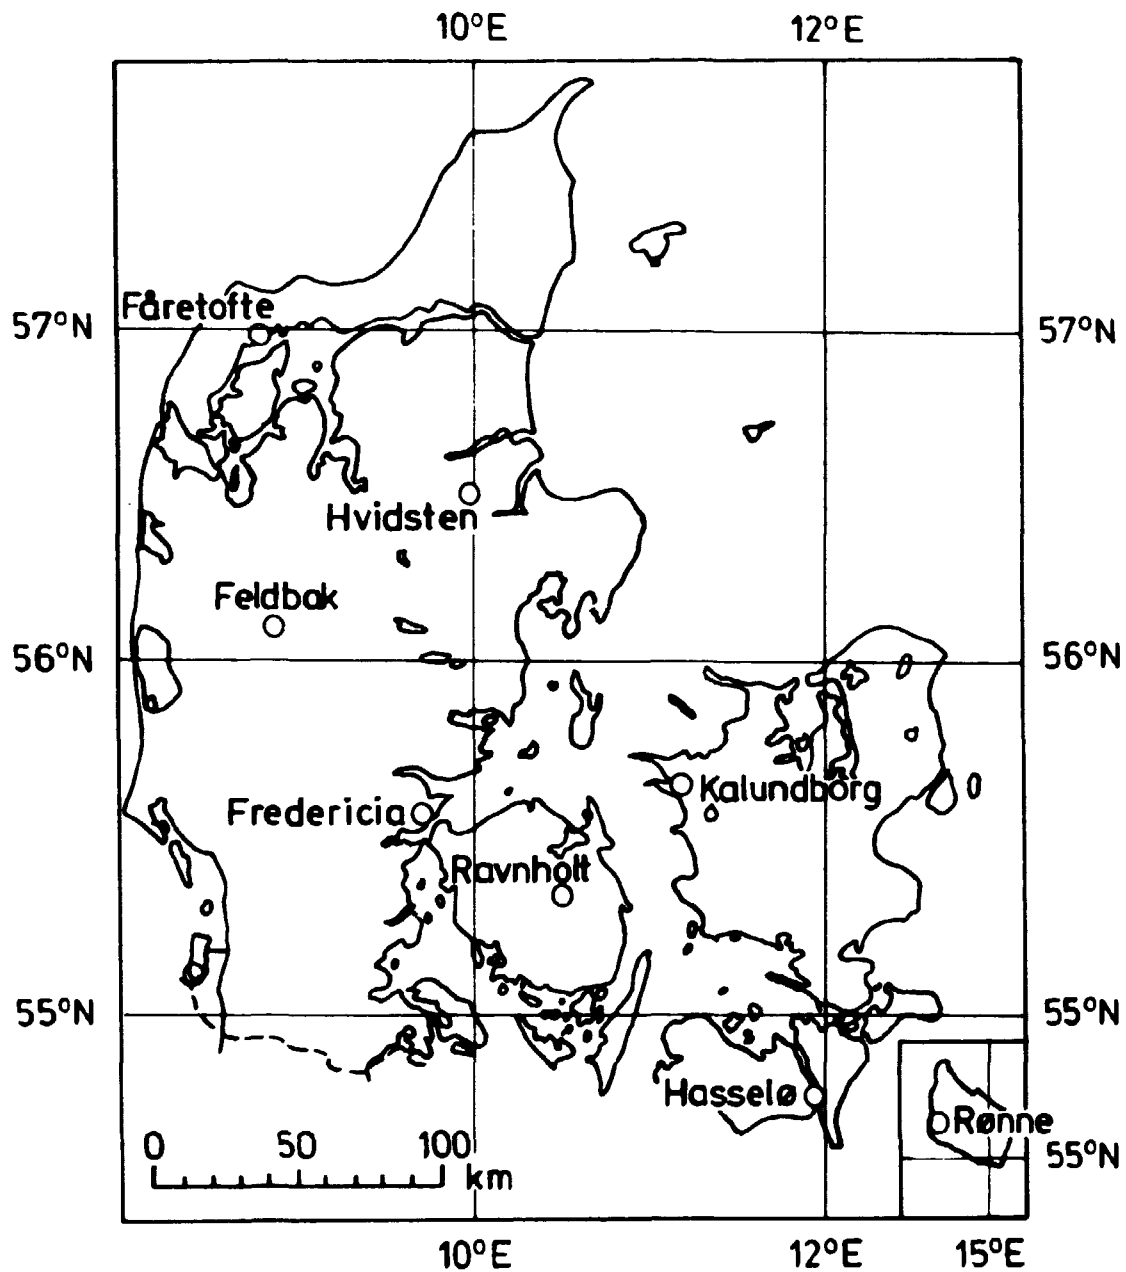 10°E 12°E
Fåretofte
57°N 57°N
Hvidsten
Feldbak
56°N 56°N
Kalundborg
Fredericia
Ravnholt
55°N 55°N
Hasselø
Rønne
0 50 100
km
55°N
10°E 12°E 15°E